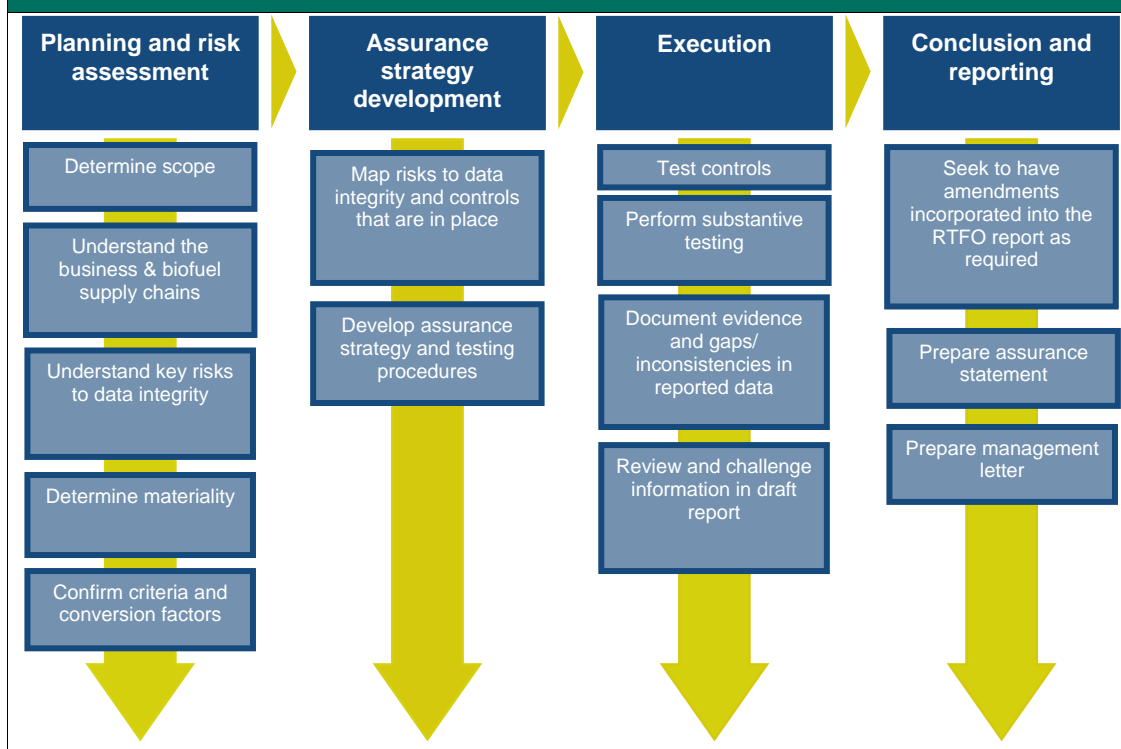 Planning and risk
assessment
Determine scope
Understand the
business & biofuel
supply chains
Understand key risks
to data integrity
Determine materiality
Confirm criteria and
conversion factors
Assurance
strategy
development
Map risks to data
integrity and controls
that are in place
Develop assurance
strategy and testing
procedures
Execution
Test controls
Perform substantive
testing
Document evidence
and gaps/
inconsistencies in
reported data
Review and challenge
information in draft
report
Conclusion and
reporting
Seek to have
amendments
incorporated into the
RTFO report as
required
Prepare assurance
statement
Prepare management
letter